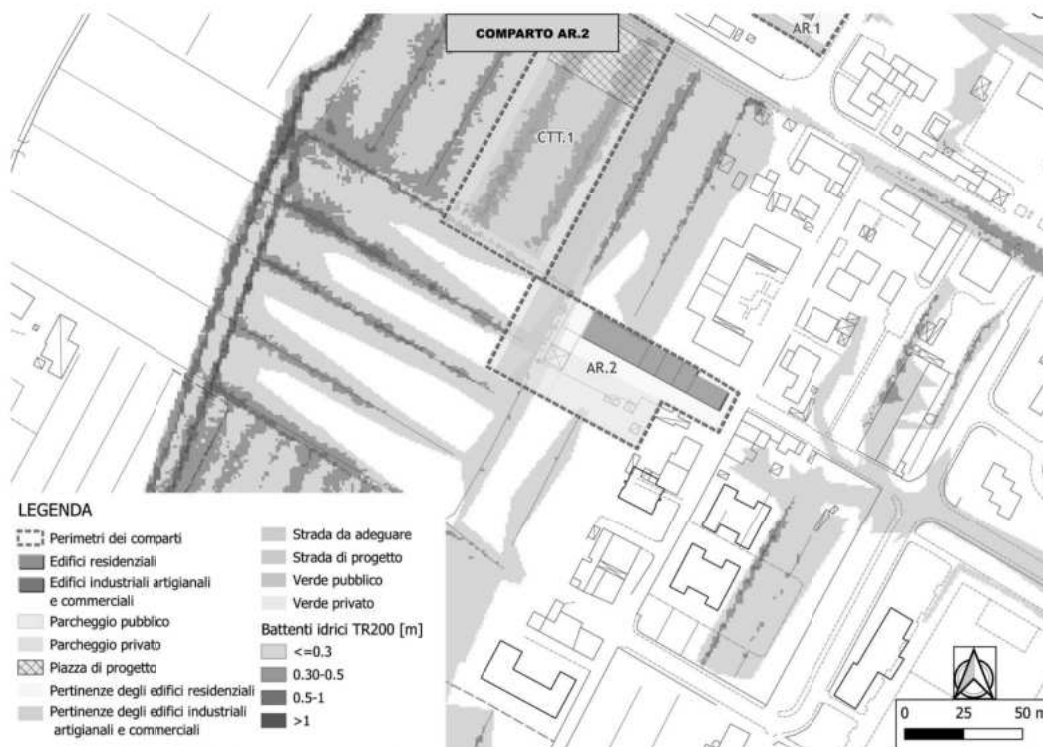 COMPARTO AR.2
AR.1
CTT.1
AR.2
LEGENDA
Perimetri dei comparti
Edifici residenziali
Edifici industriali artigianali
e commerciali
Parcheggio pubblico
Parcheggio privato
Piazza di progetto
Pertinenze degli edifici residenziali
Pertinenze degli edifici industriali
artigianali e commerciali
Strada da adeguare
Strada di progetto
Verde pubblico
Verde privato
Battenti idrici TR200 [m]
<=0.3
0.30-0.5
0.5-1
>1
0 25 50 m